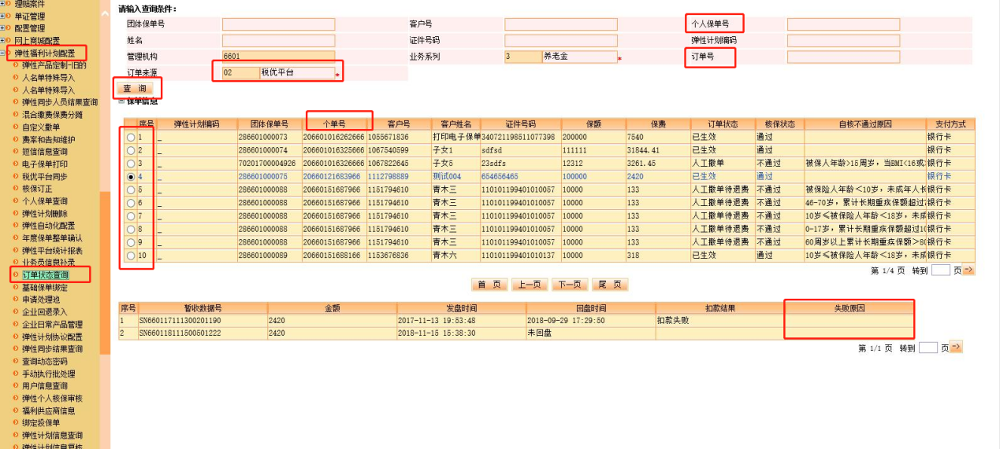 理赔案件
单证管理
配置管理
网上商城配置
弹性福利计划配置
弹性产品定制-旧的
人名单特殊导入
人名单特殊导入
弹性同步人员结果查询
混合缴费保费分摊
自定义撤单
费率和告知维护
短信信息查询
电子保单打印
税优平台同步
核保订正
个人保单查询
弹性计划删除
弹性自动化配置
年度保单整单确认
弹性平台统计报表
业务员信息补录
订单状态查询
基础保单绑定
申请处理池
企业回退录入
企业日常产品管理
弹性计划协议配置
弹性同步结果查询
查询动态密码
手动执行批处理
用户信息查询
弹性个人核保审核
福利供应商信息
绑定投保单
弹性计划信息查询
弹性计划信息复核
请输入查询条件:
团体保单号 客户号 个人保单号
姓名 证件号码 弹性计划编码
管理机构 6601 业务系列 3 养老金 * 订单号
订单来源 02 税优平台 *
查 询
保单信息
序号 弹性计划编码 团体保单号 个单号 客户号 客户姓名 证件号码 保额 保费 订单状态 核保状态 自核不通过原因 支付方式
1 _ 286601000073 206601016262666 1055671836 打印电子保单 340721198511077398 200000 7540 已生效 通过 银行卡
2 _ 286601000074 206601016325666 1067540599 子女1 sdfsd 111111 31844.41 已生效 通过 银行卡
3 _ 70201700004926 206601016326666 1067822645 子女5 23sdfs 12312 3261.45 人工撤单 不通过 被保人年龄>15周岁，当BMI<16或 银行卡
4 _ 286601000075 20660121683966 1112798889 测试004 654656465 100000 2420 已生效 通过 银行卡
5 _ 286601000088 20660151687966 1151794610 青木三 110101199401010057 10000 133 人工撤单待退费 不通过 被保险人年龄＜10岁，未成年人长 银行卡
6 _ 286601000088 20660151687966 1151794610 青木三 110101199401010057 10000 133 人工撤单待退费 不通过 46-70岁，累计长期重疾保额超过 银行卡
7 _ 286601000088 20660151687966 1151794610 青木三 110101199401010057 10000 133 人工撤单待退费 不通过 10岁≤被保险人年龄＜18岁，未成 银行卡
8 _ 286601000088 20660151687966 1151794610 青木三 110101199401010057 10000 133 人工撤单待退费 不通过 0-17岁，累计长期重疾保额超过10 银行卡
9 _ 286601000088 20660151687966 1151794610 青木三 110101199401010057 10000 133 人工撤单待退费 不通过 60周岁以上累计长期重疾保额＞80 银行卡
10 _ 286601000089 20660151688166 1153676836 青木六 110101199401010137 10000 318 已生效 通过 10岁≤被保险人年龄＜18岁，未成 银行卡
第 1/4 页 转到 页
首 页 上一页 下一页 尾 页
序号 暂收数据号 金额 发盘时间 回盘时间 扣款结果 失败原因
1 SN660117111300201190 2420 2017-11-13 19:53:48 2018-09-29 17:29:50 扣款失败
2 SN660118111500501222 2420 2018-11-15 15:38:30 未回盘
第 1/1 页 转到 页